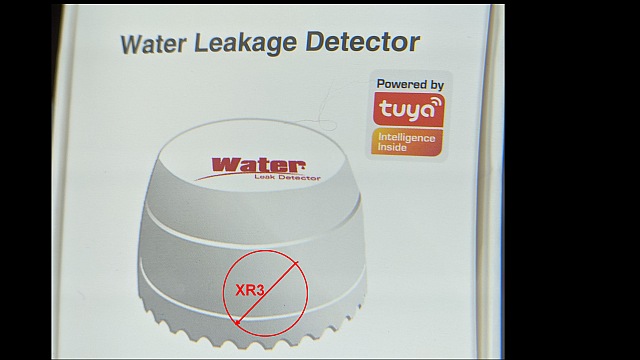 Water Leakage Detector
Powered by
tuya
Intelligence
Inside
Water
Leak Detector
XR3